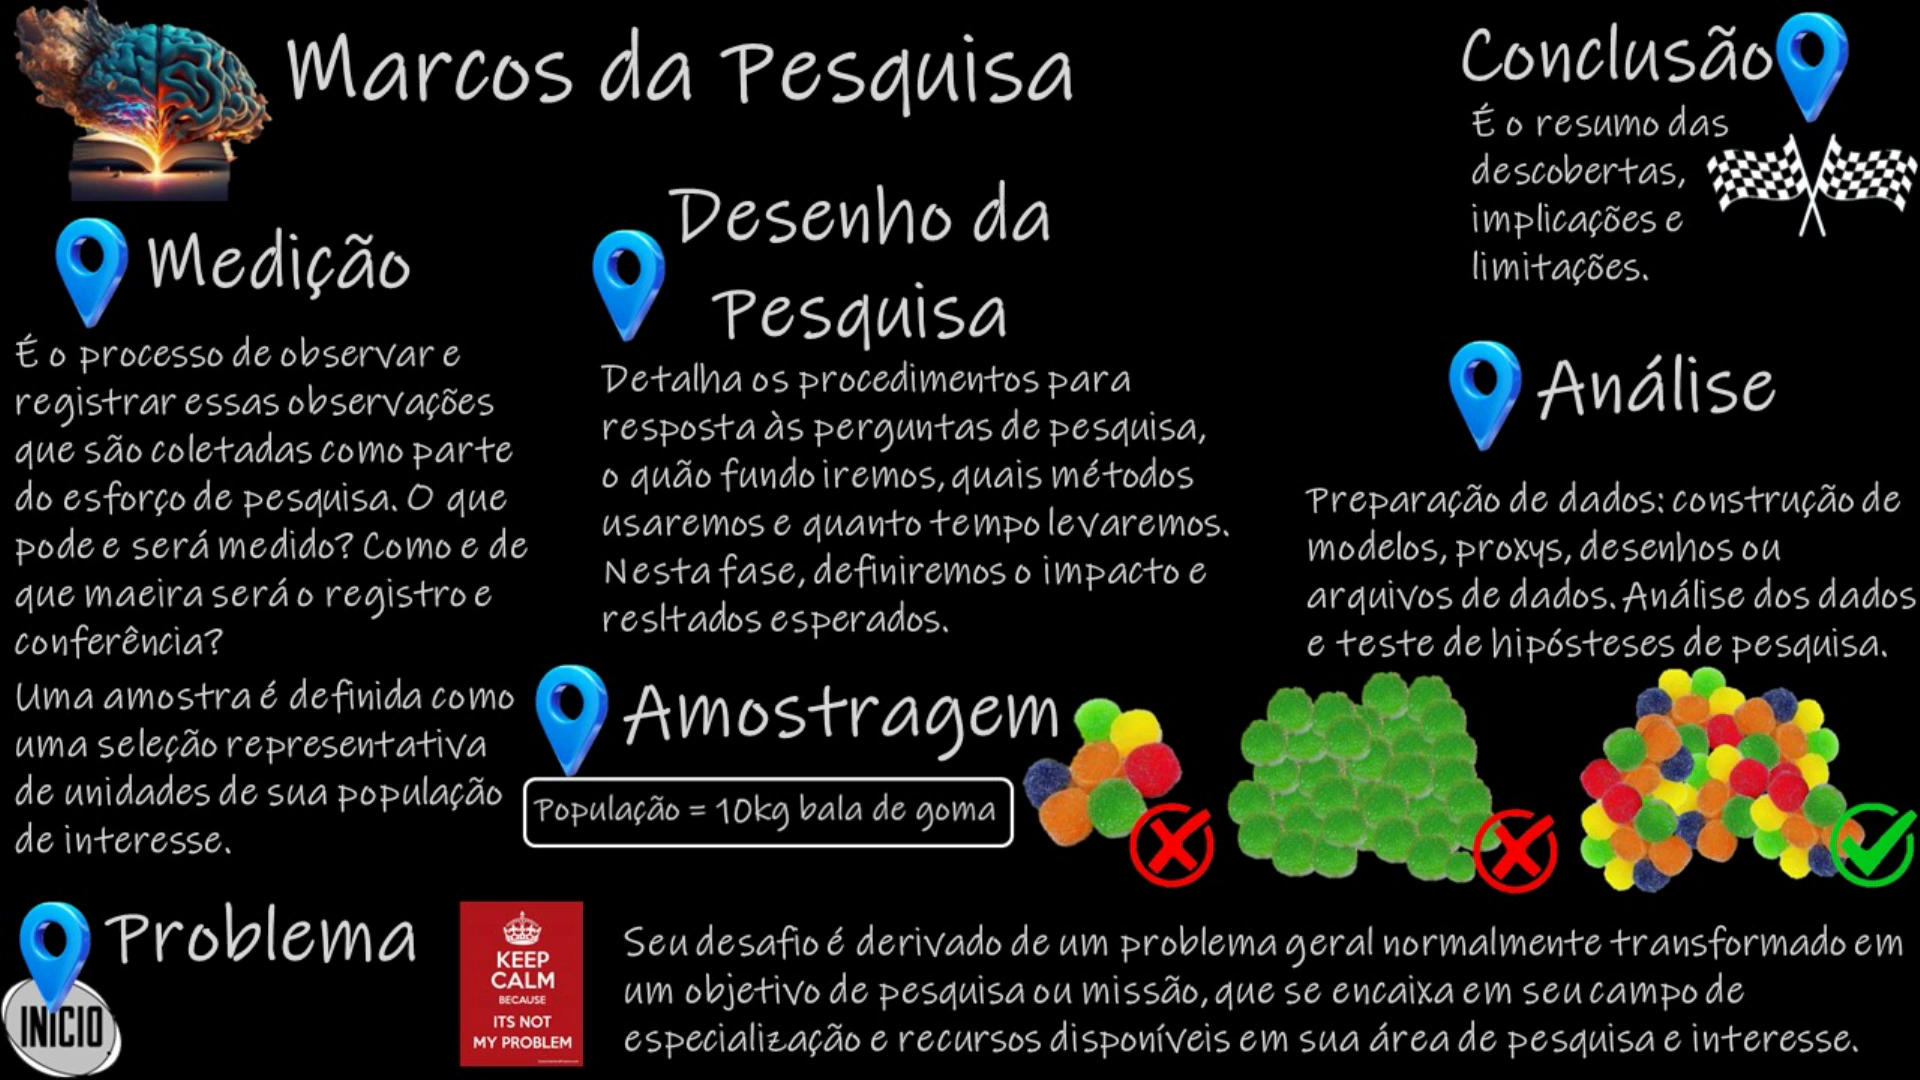 Marcos da Pesquisa
Conclusão
É o resumo das
descobertas,
implicações e
limitações.
Medição
É o processo de observar e
registrar essas observações
que são coletadas como parte
do esforço de pesquisa. O que
pode e será medido? Como e de
que maeira será o registro e
conferência?
Desenho da
Pesquisa
Detalha os procedimentos para
resposta às perguntas de pesquisa,
o quão fundo iremos, quais métodos
usaremos e quanto tempo levaremos.
Nesta fase, definiremos o impacto e
resltados esperados.
Análise
Preparação de dados: construção de
modelos, proxys, desenhos ou
arquivos de dados. Análise dos dados
e teste de hipósteses de pesquisa.
Uma amostra é definida como
uma seleção representativa
de unidades de sua população
de interesse.
Amostragem
População = 10kg bala de goma
Problema
INÍCIO
KEEP
CALM
BECAUSE
ITS NOT
MY PROBLEM
Seu desafio é derivado de um problema geral normalmente transformado em
um objetivo de pesquisa ou missão, que se encaixa em seu campo de
especialização e recursos disponíveis em sua área de pesquisa e interesse.